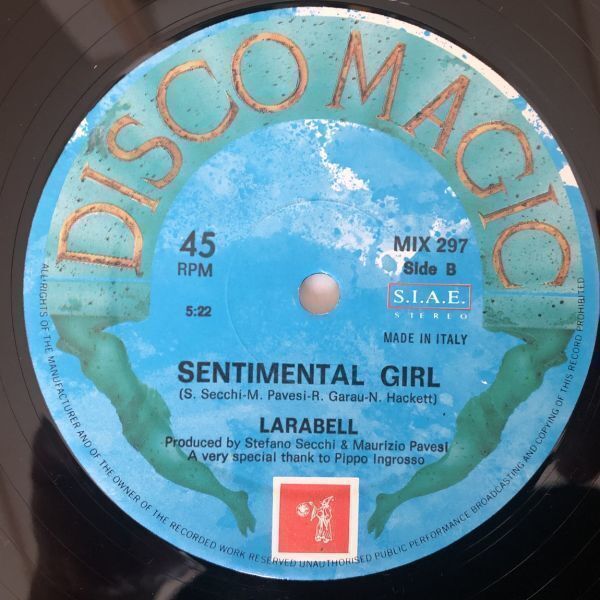 DISCO MAGIC
45
RPM
MIX 297
Side B
5:22
S.I.A.E.
STEREO
MADE IN ITALY
SENTIMENTAL GIRL
(S. Secchi-M. Pavesi-R. Garau-N. Hackett)
LARABELL
Produced by Stefano Secchi & Maurizio Pavesi
A very special thank to Pippo Ingrosso
ALL RIGHTS OF THE MANUFACTURER AND OF THE OWNER OF THE RECORDED WORK RESERVED UNAUTHORISED PUBLIC PERFORMANCE BROADCASTING AND COPYING OF THIS RECORD PROHIBITED